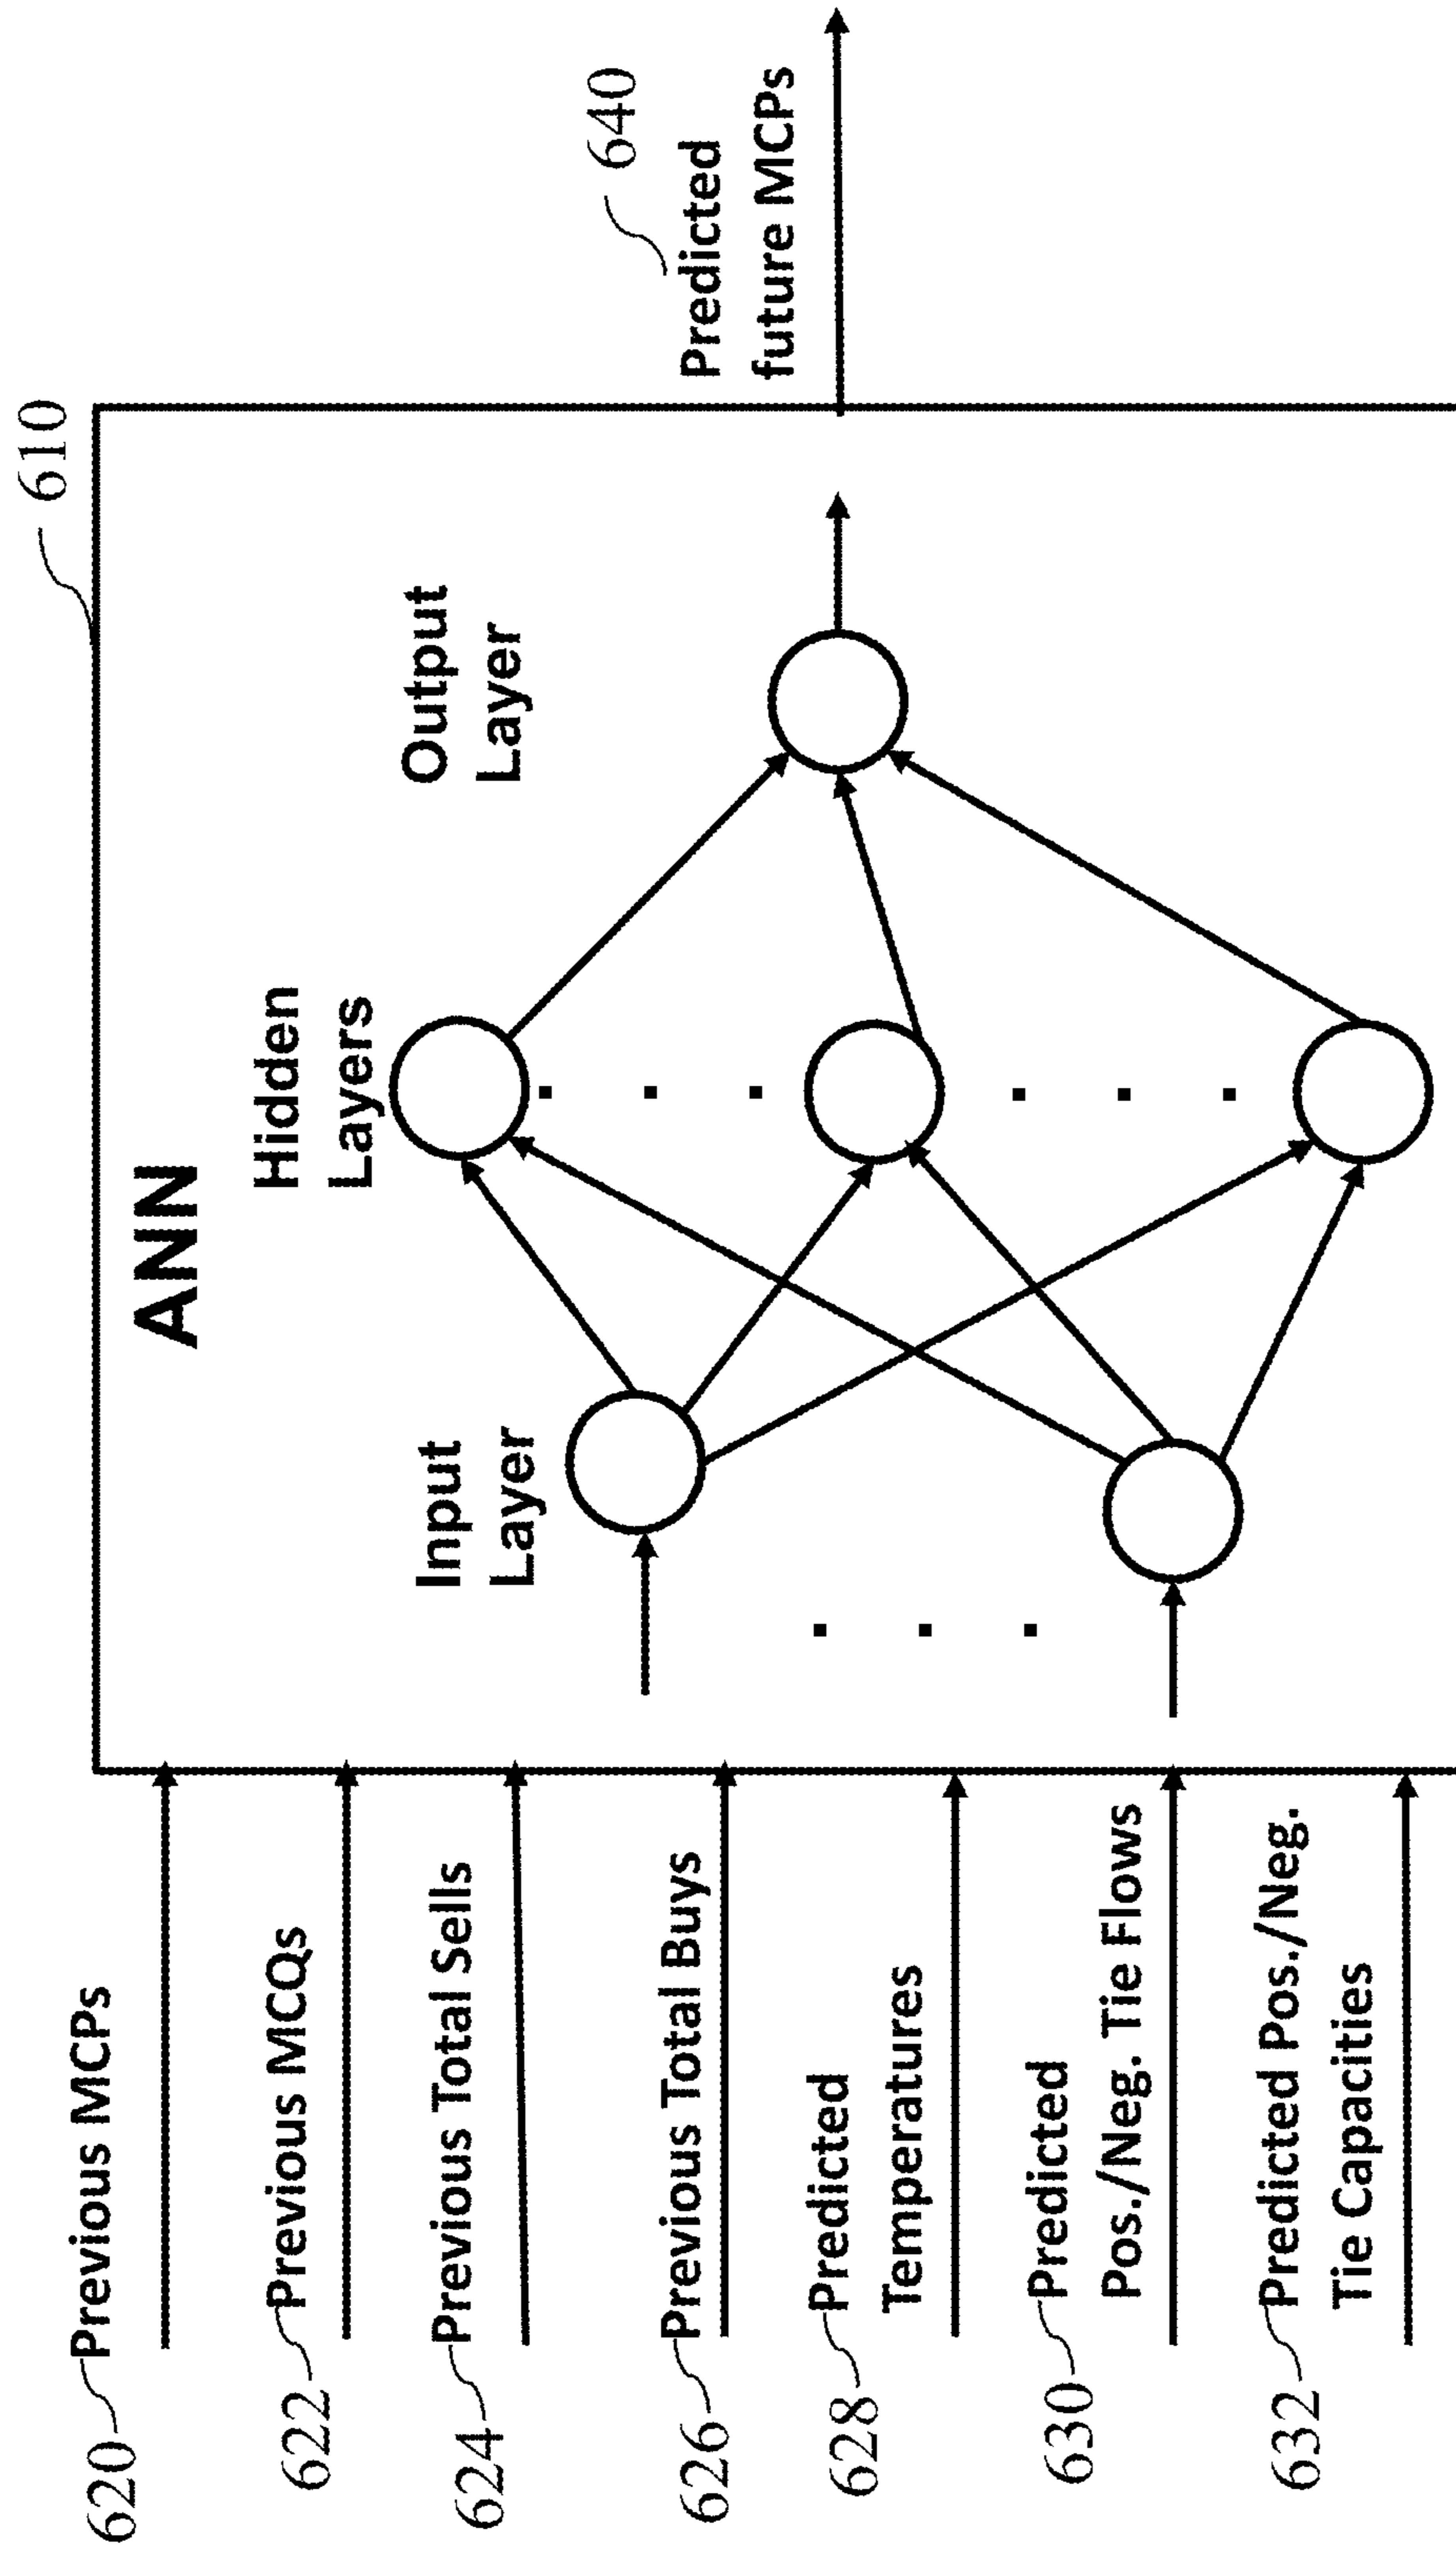 610
ANN
Input
Layer
Hidden
Layers
Output
Layer
620 Previous MCPs
622 Previous MCQs
624 Previous Total Sells
626 Previous Total Buys
628 Predicted
Temperatures
630 Predicted
Pos./Neg. Tie Flows
632 Predicted Pos./Neg.
Tie Capacities
640
Predicted
future MCPs